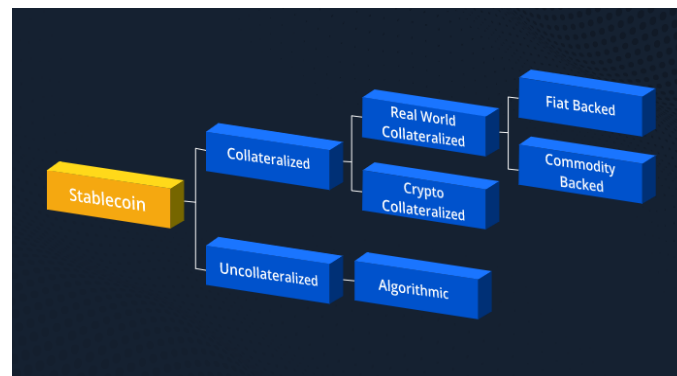 Stablecoin
Collateralized
Real World
Collateralized
Fiat Backed
Commodity
Backed
Crypto
Collateralized
Uncollateralized
Algorithmic